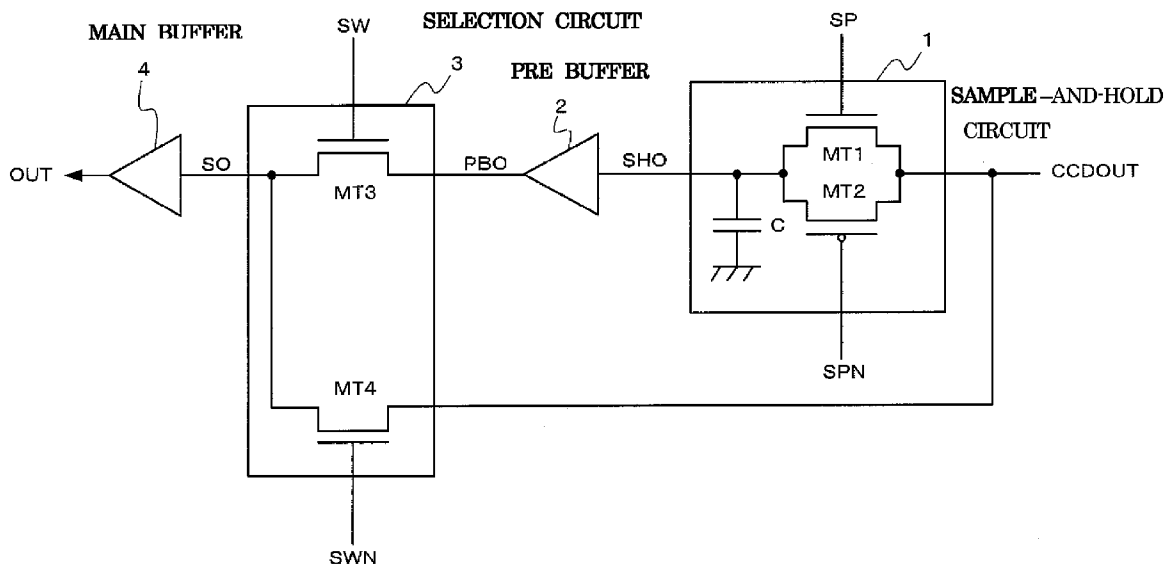 SW
SELECTION CIRCUIT
SP
MAIN BUFFER
1
4
3
PRE BUFFER
2
SAMPLE-AND-HOLD
CIRCUIT
OUT
SO
MT3
PBO
SHO
MT1
MT2
CCDOUT
C
MT4
SPN
SWN